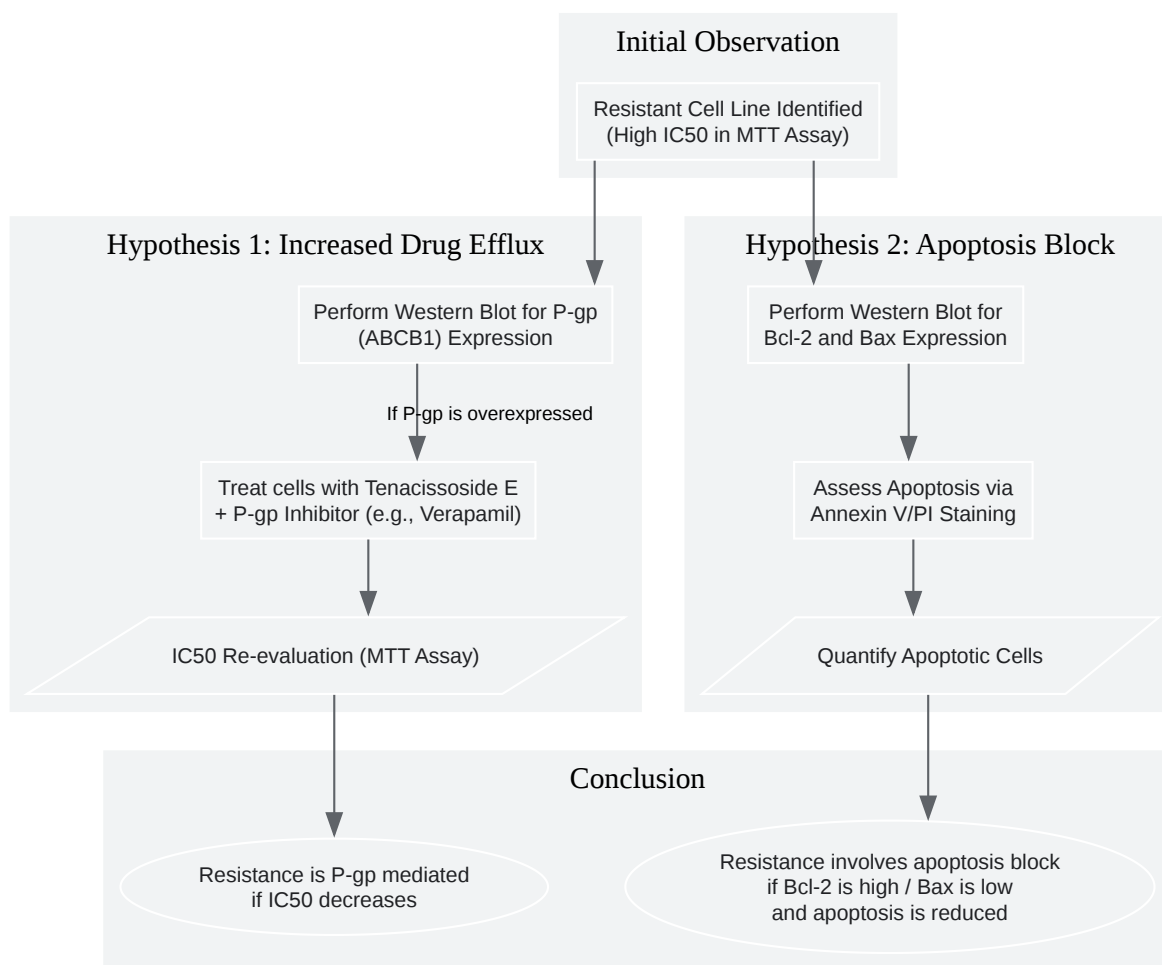 Initial Observation
Resistant Cell Line Identified
(High IC50 in MTT Assay)
Hypothesis 1: Increased Drug Efflux
Perform Western Blot for P-gp
(ABCB1) Expression
If P-gp is overexpressed
Treat cells with Tenacissoside E
+ P-gp Inhibitor (e.g., Verapamil)
IC50 Re-evaluation (MTT Assay)
Hypothesis 2: Apoptosis Block
Perform Western Blot for
Bcl-2 and Bax Expression
Assess Apoptosis via
Annexin V/PI Staining
Quantify Apoptotic Cells
Conclusion
Resistance is P-gp mediated
if IC50 decreases
Resistance involves apoptosis block
if Bcl-2 is high / Bax is low
and apoptosis is reduced